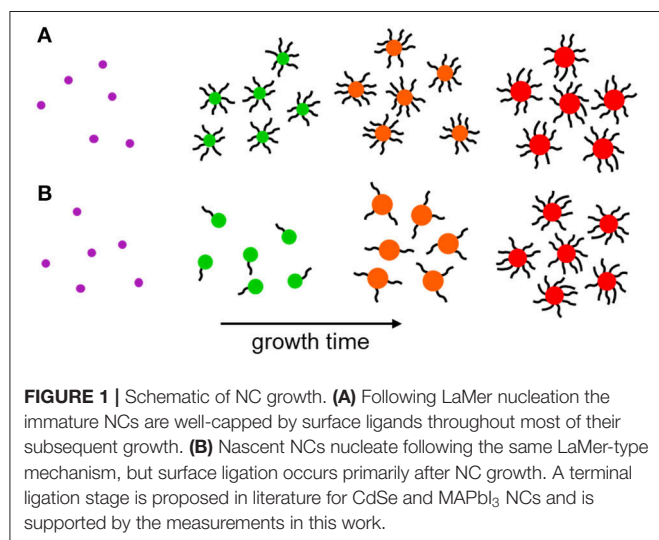 A
B
growth time
FIGURE 1 | Schematic of NC growth. (A) Following LaMer nucleation the
immature NCs are well-capped by surface ligands throughout most of their
subsequent growth. (B) Nascent NCs nucleate following the same LaMer-type
mechanism, but surface ligation occurs primarily after NC growth. A terminal
ligation stage is proposed in literature for CdSe and MAPbI₃ NCs and is
supported by the measurements in this work.